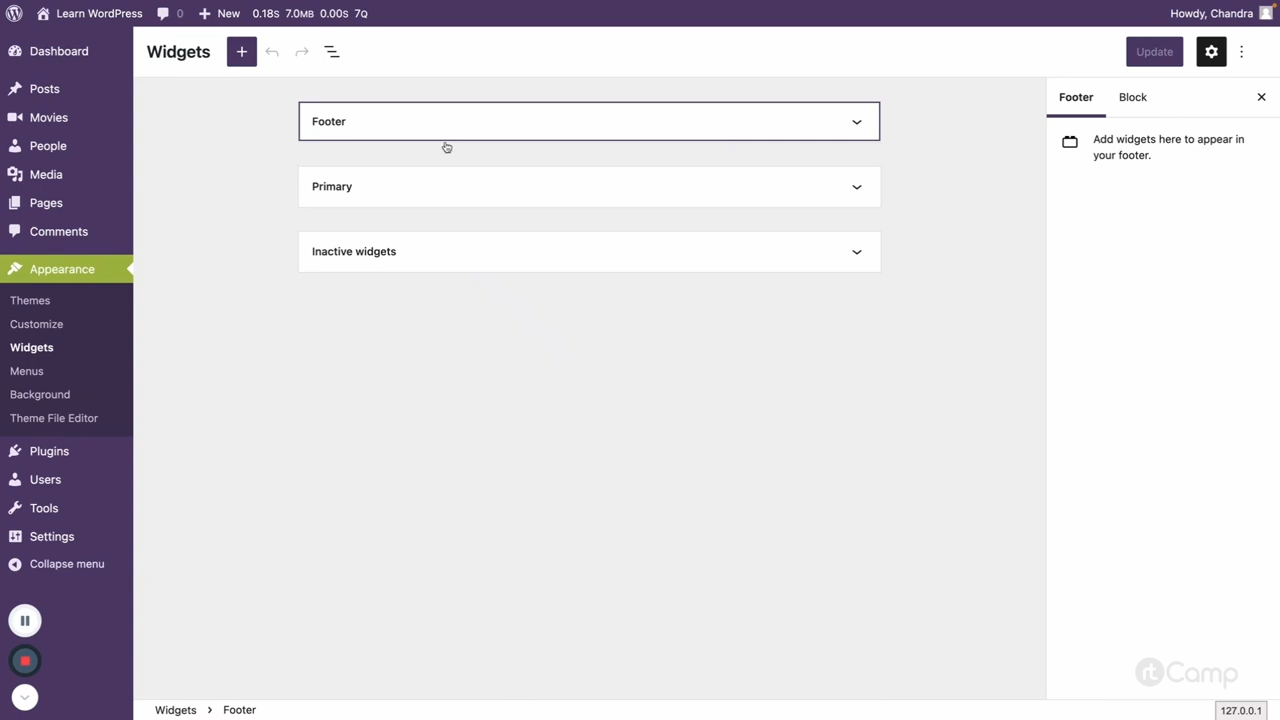 Learn WordPress 0 New 0.18s 7.0MB 0.00s 7Q Howdy, Chandra
Dashboard
Posts
Movies
People
Media
Pages
Comments
Appearance
Themes
Customize
Widgets
Menus
Background
Theme File Editor
Plugins
Users
Tools
Settings
Collapse menu
Widgets
Update
Footer
Primary
Inactive widgets
Footer Block
Add widgets here to appear in
your footer.
rtCamp
Widgets > Footer
127.0.0.1